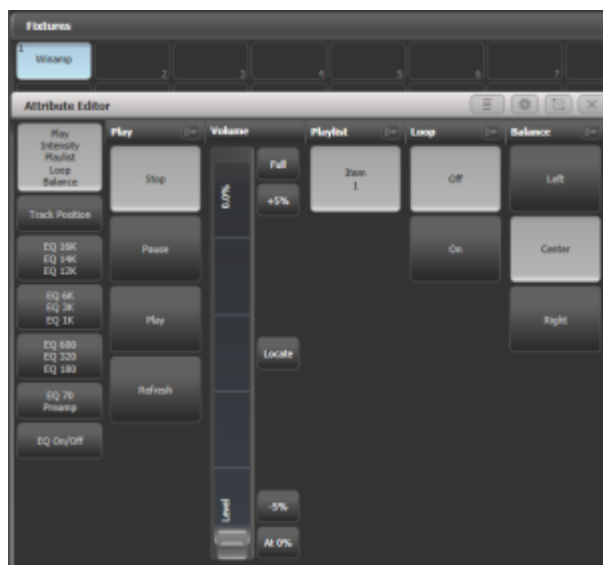 Fixtures
1
Winamp
2
3
4
5
6
7
Attribute Editor
Play
Intensity
Playlist
Loop
Balance
Track Position
EQ 16K
EQ 14K
EQ 12K
EQ 6K
EQ 3K
EQ 1K
EQ 600
EQ 320
EQ 180
EQ 70
Preamp
EQ On/Off
Play
Stop
Pause
Play
Refresh
Volume
0.0%
Level
Full
+5%
Locate
-5%
At 0%
Playlist
Item
1
Loop
Off
On
Balance
Left
Center
Right